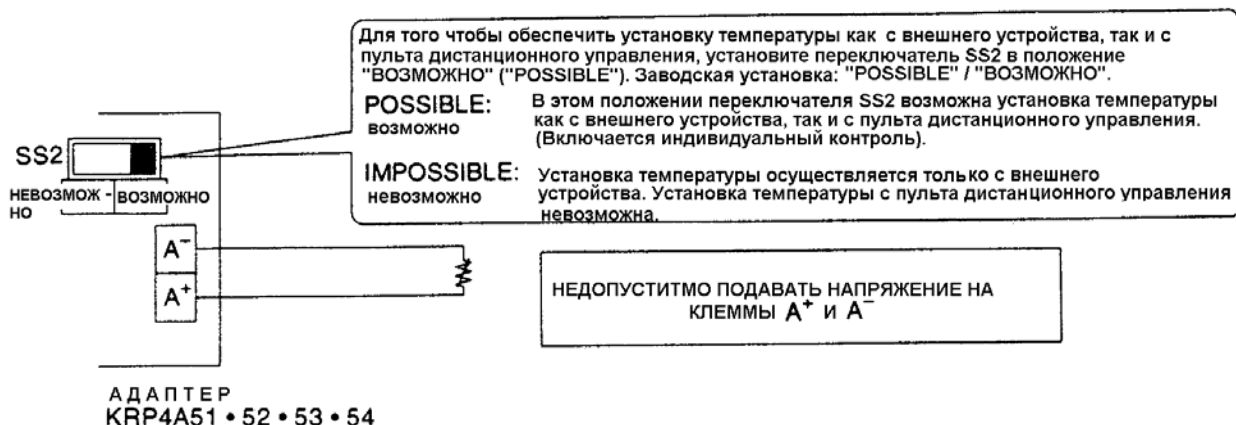 Для того чтобы обеспечить установку температуры как с внешнего устройства, так и с
пульта дистанционного управления, установите переключатель SS2 в положение
"ВОЗМОЖНО" ("POSSIBLE"). Заводская установка: "POSSIBLE" / "ВОЗМОЖНО".
POSSIBLE:
возможно
В этом положении переключателя SS2 возможна установка температуры
как с внешнего устройства, так и с пульта дистанционного управления.
(Включается индивидуальный контроль).
IMPOSSIBLE:
невозможно
Установка температуры осуществляется только с внешнего
устройства. Установка температуры с пульта дистанционного управления
невозможна.
SS2
НЕВОЗМОЖ -
НО
ВОЗМОЖНО
A⁻
A⁺
НЕДОПУСТИТМО ПОДАВАТЬ НАПРЯЖЕНИЕ НА
КЛЕММЫ A⁺ И A⁻
АДАПТЕР
KRP4A51 • 52 • 53 • 54